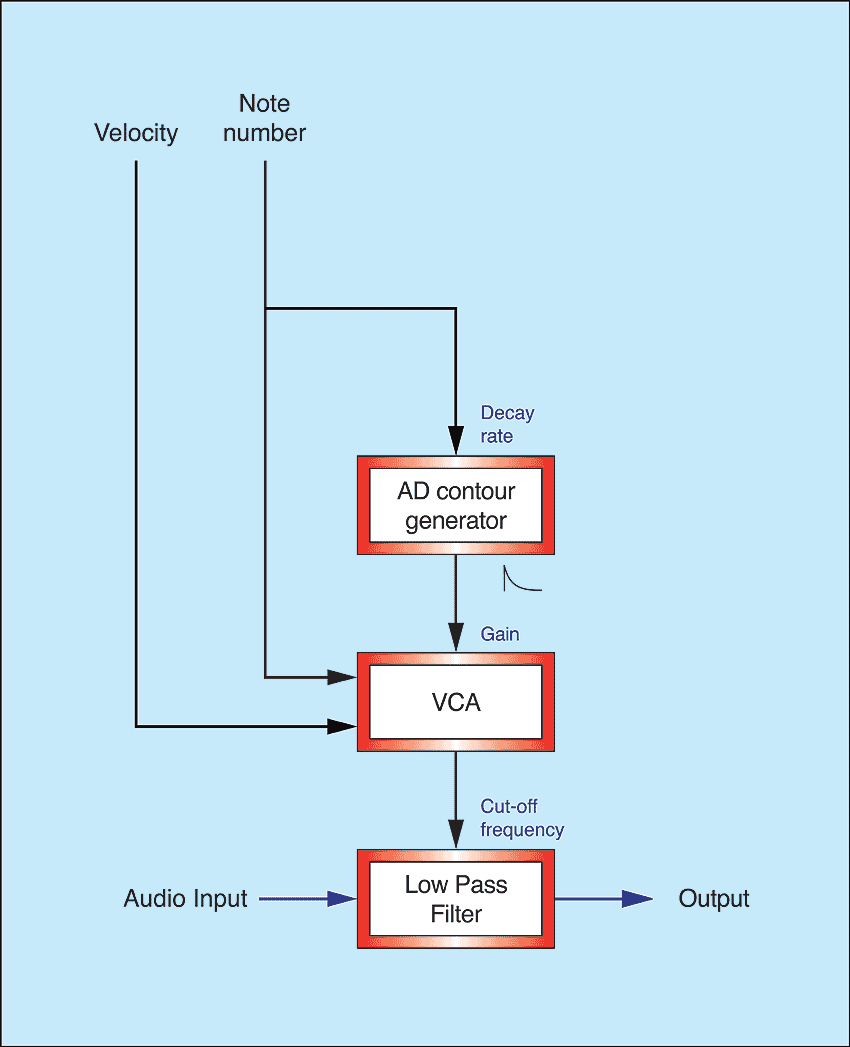 Note
Velocity number
Decay
rate
AD contour
generator
Gain
VCA
Cut-off
frequency
Low Pass
Filter
Audio Input
Output